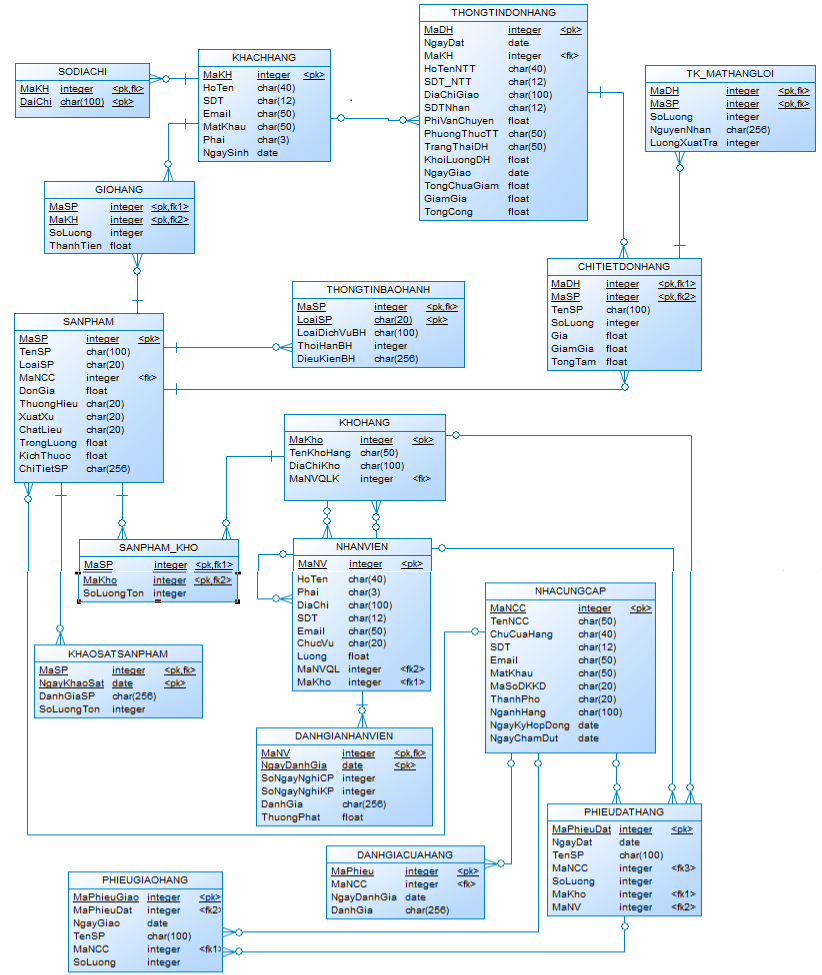 THONGTINDONHANG
MaDH integer <pk>
NgayDat date
MaKH integer <fk>
HoTenNTT char(40)
SDT_NTT char(12)
DiaChiGiao char(100)
SDTNhan char(12)
PhiVanChuyen float
PhuongThucTT char(50)
TrangThaiDH char(50)
KhoiLuongDH float
NgayGiao date
TongChuaGiam float
GiamGia float
TongCong float
KHACHHANG
MaKH integer <pk>
HoTen char(40)
SDT char(12)
Email char(50)
MatKhau char(50)
Phai char(3)
NgaySinh date
SODIACHI
MaKH integer <pk,fk>
DaiChi char(100) <pk>
TK_MATHANGLOI
MaDH integer <pk,fk>
MaSP integer <pk,fk>
SoLuong integer
NguyenNhan char(256)
LuongXuatTra integer
GIOHANG
MaSP integer <pk,fk1>
MaKH integer <pk,fk2>
SoLuong integer
ThanhTien float
CHITIETDONHANG
MaDH integer <pk,fk1>
MaSP integer <pk,fk2>
TenSP char(100)
SoLuong integer
Gia float
GiamGia float
TongTam float
THONGTINBAOHANH
MaSP integer <pk,fk>
LoaiSP char(20) <pk>
LoaiDichVuBH char(100)
ThoiHanBH integer
DieuKienBH char(256)
SANPHAM
MaSP integer <pk>
TenSP char(100)
LoaiSP char(20)
MaNCC integer <fk>
DonGia float
ThuongHieu char(20)
XuatXu char(20)
ChatLieu char(20)
TrongLuong float
KichThuoc float
ChiTietSP char(256)
KHOHANG
MaKho integer <pk>
TenKhoHang char(50)
DiaChiKho char(100)
MaNVQLK integer <fk>
SANPHAM_KHO
MaSP integer <pk,fk1>
MaKho integer <pk,fk2>
SoLuongTon integer
NHANVIEN
MaNV integer <pk>
HoTen char(40)
Phai char(3)
DiaChi char(100)
SDT char(12)
Email char(50)
ChucVu char(20)
Luong float
MaNVQL integer <fk2>
MaKho integer <fk1>
NHACUNGCAP
MaNCC integer <pk>
TenNCC char(50)
ChuCuaHang char(40)
SDT char(12)
Email char(50)
MatKhau char(50)
MaSoDKKD char(20)
ThanhPho char(20)
NganhHang char(100)
NgayKyHopDong date
NgayChamDut date
KHAOSATSANPHAM
MaSP integer <pk,fk>
NgayKhaoSat date <pk>
DanhGiaSP char(256)
SoLuongTon integer
DANHGIANHANVIEN
MaNV integer <pk,fk>
NgayDanhGia date <pk>
SoNgayNghiCP integer
SoNgayNghiKP integer
DanhGia char(256)
ThuongPhat float
PHIEUDATHANG
MaPhieuDat integer <pk>
NgayDat date
TenSP char(100)
MaNCC integer <fk3>
SoLuong integer
MaKho integer <fk1>
MaNV integer <fk2>
DANHGIACUAHANG
MaPhieu integer <pk>
MaNCC integer <fk>
NgayDanhGia date
DanhGia char(256)
PHIEUGIAOHANG
MaPhieuGiao integer <pk>
MaPhieuDat integer <fk2>
NgayGiao date
TenSP char(100)
MaNCC integer <fk1>
SoLuong integer